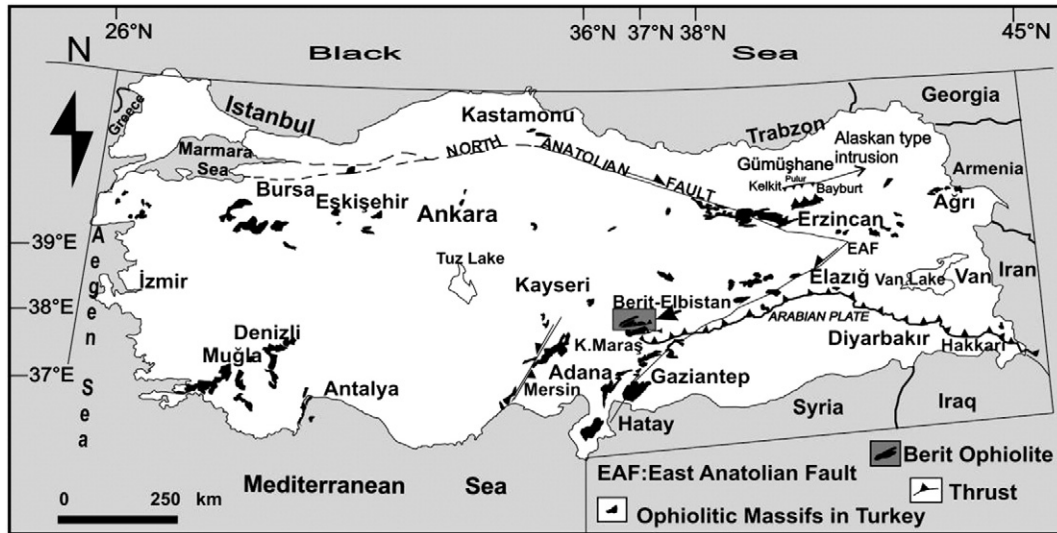 26°N
36°N
37°N
38°N
45°N
N
Black Sea
Greece
Istanbul
Kastamonu
Trabzon
Georgia
Marmara
Sea
NORTH ANATOLIAN FAULT
Gümüşhane
Alaskan type
intrusion
Armenia
Kelkit
Pulur
Bayburt
Bursa
Eskişehir
Ankara
Erzincan
Ağrı
39°E
Aegen Sea
EAF
Tuz Lake
İzmir
Kayseri
Elazığ
Van Lake
Van
Iran
38°E
Berit-Elbistan
ARABIAN PLATE
Denizli
K.Maraş
Diyarbakır
Hakkari
Muğla
37°E
Adana
Gaziantep
Mersin
Antalya
Hatay
Syria
Iraq
Mediterranean Sea
0 250 km
EAF:East Anatolian Fault
Berit Ophiolite
Thrust
Ophiolitic Massifs in Turkey